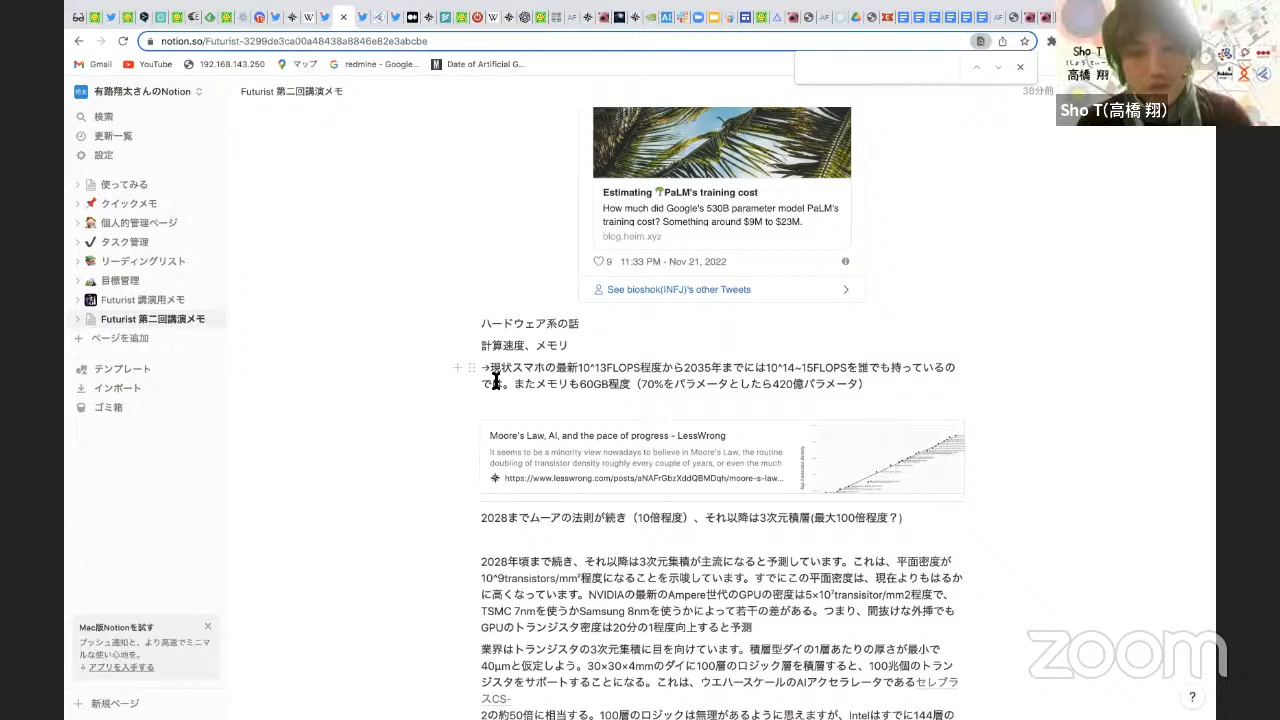 notion.so/Futurist-3299de3ca00a48438a8846e82e3abcbe
Gmail
YouTube
192.168.143.250
マップ
redmine - Google...
Date of Artificial G...
Sho T
高橋 翔
Sho T(高橋 翔)
有路翔太さんのNotion
Futurist 第二回講演メモ
38分前
検索
更新一覧
設定
使ってみる
クイックメモ
個人的管理ページ
タスク管理
リーディングリスト
目標管理
Futurist 講演用メモ
Futurist 第二回講演メモ
ページを追加
テンプレート
インポート
ゴミ箱
Mac版Notionを試す
プッシュ通知と、より高速でミニマ
ルな使い心地を。
↓ アプリを入手する
新規ページ
Estimating 🌴PaLM's training cost
How much did Google's 530B parameter model PaLM's
training cost? Something around $9M to $23M.
blog.heim.xyz
9 11:33 PM - Nov 21, 2022
See bioshok(INFJ)'s other Tweets
ハードウェア系の話
計算速度、メモリ
→現状スマホの最新10^13FLOPS程度から2035年までには10^14~15FLOPSを誰でも持っているの
では。またメモリも60GB程度（70%をパラメータとしたら420億パラメータ）
Moore's Law, AI, and the pace of progress - LessWrong
It seems to be a minority view nowadays to believe in Moore's Law, the routine
doubling of transistor density roughly every couple of years, or even the much
https://www.lesswrong.com/posts/aNAFrGbzXddQBMDqh/moore-s-law...
2028までムーアの法則が続き（10倍程度）、それ以降は3次元積層(最大100倍程度？)
2028年頃まで続き、それ以降は3次元集積が主流になると予測しています。これは、平面密度が
10^9transistors/mm²程度になることを示唆しています。すでにこの平面密度は、現在よりもはるか
に高くなっています。NVIDIAの最新のAmpere世代のGPUの密度は5×10⁷transisitor/mm2程度で、
TSMC 7nmを使うかSamsung 8nmを使うかによって若干の差がある。つまり、間抜けな外挿でも
GPUのトランジスタ密度は20分の1程度向上すると予測
業界はトランジスタの3次元集積に目を向けています。積層型ダイの1層あたりの厚さが最小で
40μmと仮定しよう。30×30×4mmのダイに100層のロジック層を積層すると、100兆個のトラン
ジスタをサポートすることになる。これは、ウエハースケールのAIアクセラレータであるセレブラ
スCS-
2の約50倍に相当する。100層のロジックは無理があるように思えますが、Intelはすでに144層の
zoom
?